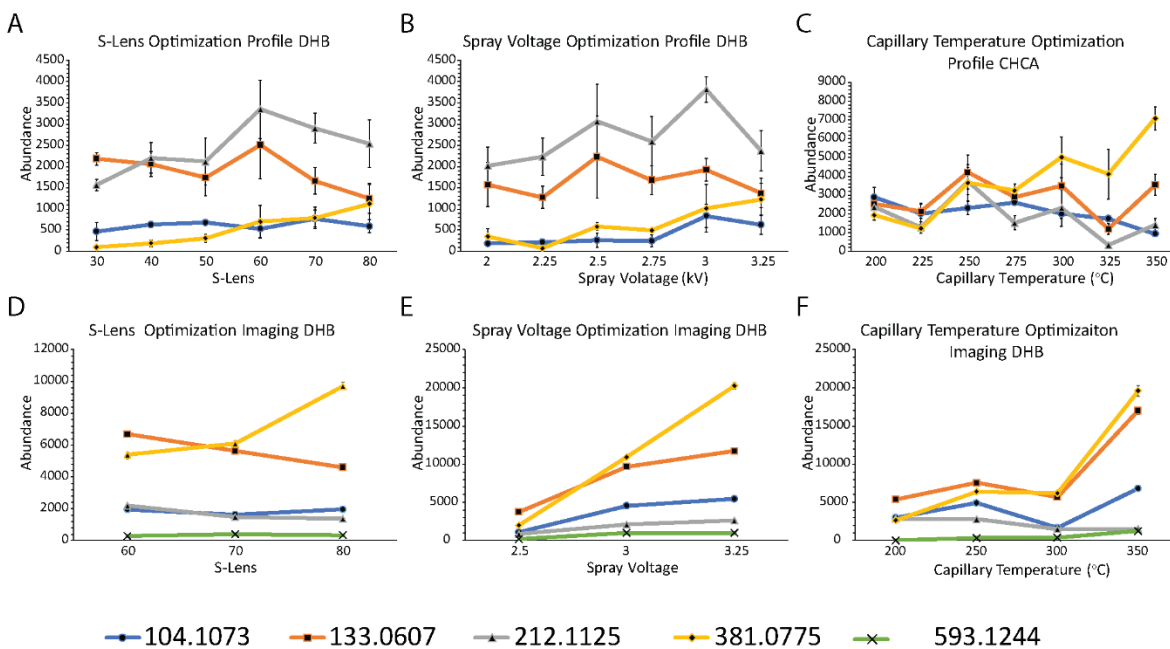 A
S-Lens Optimization Profile DHB
Abundance
4500
4000
3500
3000
2500
2000
1500
1000
500
0
30 40 50 60 70 80
S-Lens
B
Spray Voltage Optimization Profile DHB
Abundance
4500
4000
3500
3000
2500
2000
1500
1000
500
0
2 2.25 2.5 2.75 3 3.25
Spray Volatage (kV)
C
Capillary Temperature Optimization
Profile CHCA
Abundance
9000
8000
7000
6000
5000
4000
3000
2000
1000
0
200 225 250 275 300 325 350
Capillary Temperature (°C)
D
S-Lens Optimization Imaging DHB
Abundance
12000
10000
8000
6000
4000
2000
0
60 70 80
S-Lens
E
Spray Voltage Optimization Imaging DHB
Abundance
25000
20000
15000
10000
5000
0
2.5 3 3.25
Spray Voltage
F
Capillary Temperature Optimizaiton
Imaging DHB
Abundance
25000
20000
15000
10000
5000
0
200 250 300 350
Capillary Temperature (°C)
104.1073 133.0607 212.1125 381.0775 593.1244